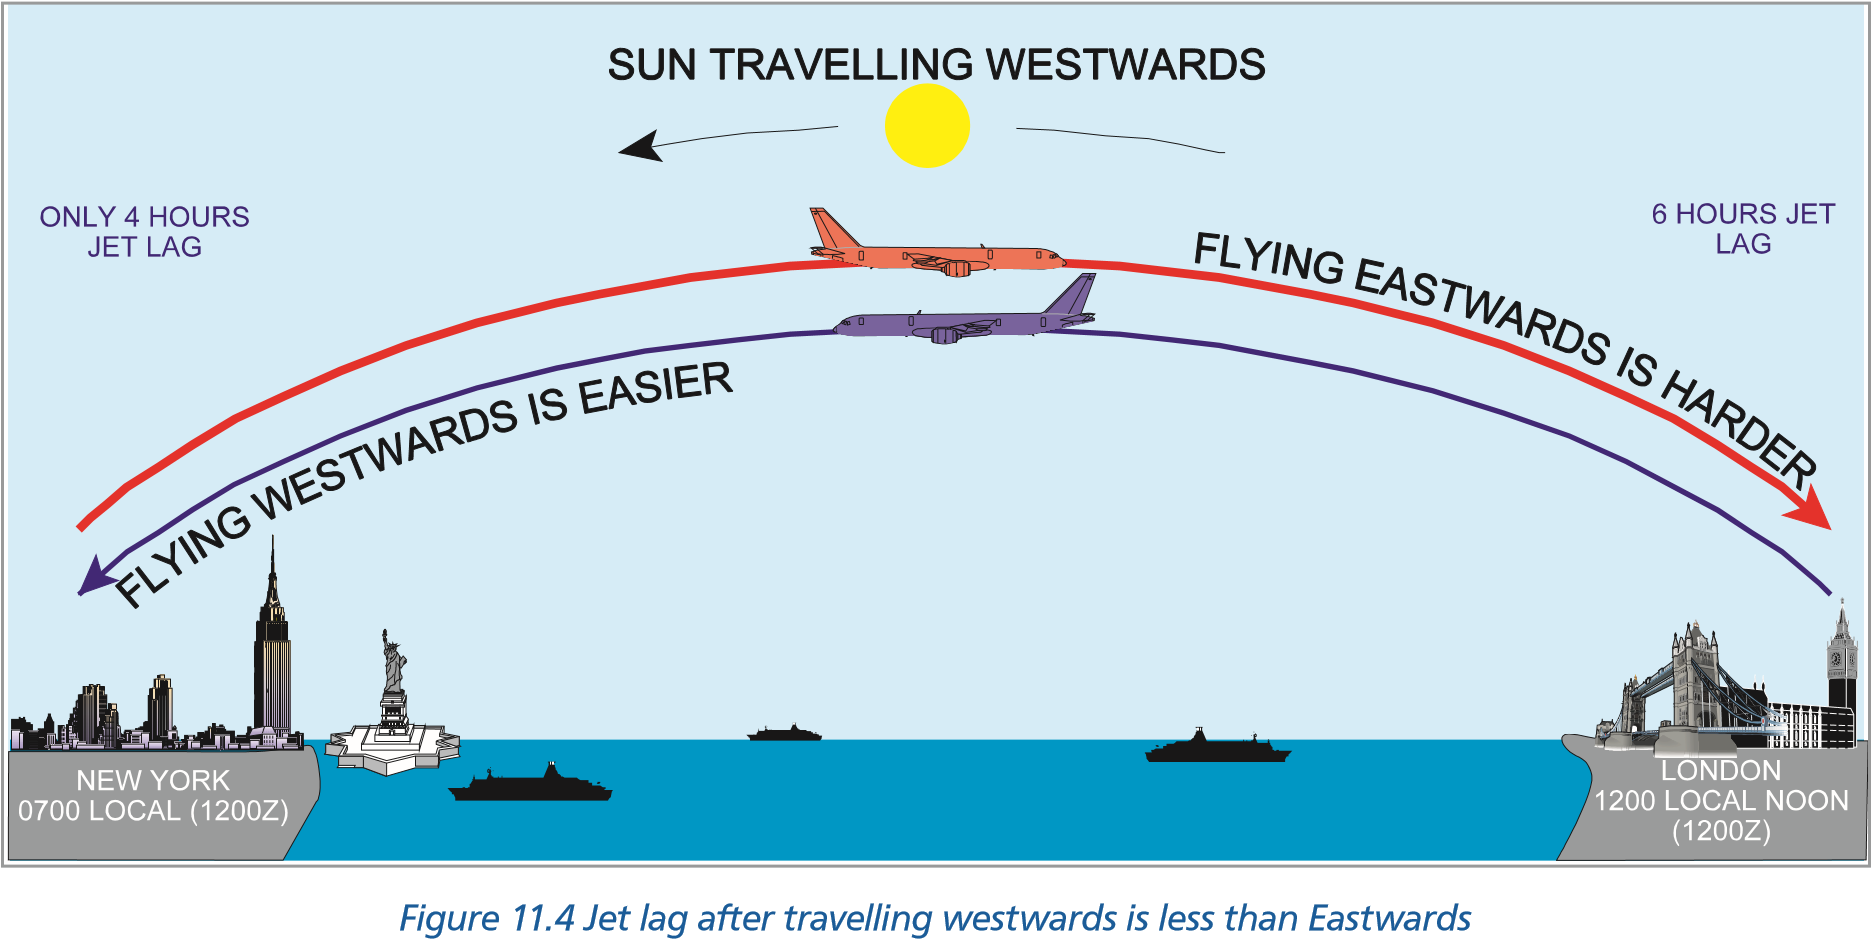 SUN TRAVELLING WESTWARDS
ONLY 4 HOURS
JET LAG
6 HOURS JET
LAG
FLYING EASTWARDS IS HARDER
FLYING WESTWARDS IS EASIER
NEW YORK
0700 LOCAL (1200Z)
LONDON
1200 LOCAL NOON
(1200Z)
Figure 11.4 Jet lag after travelling westwards is less than Eastwards